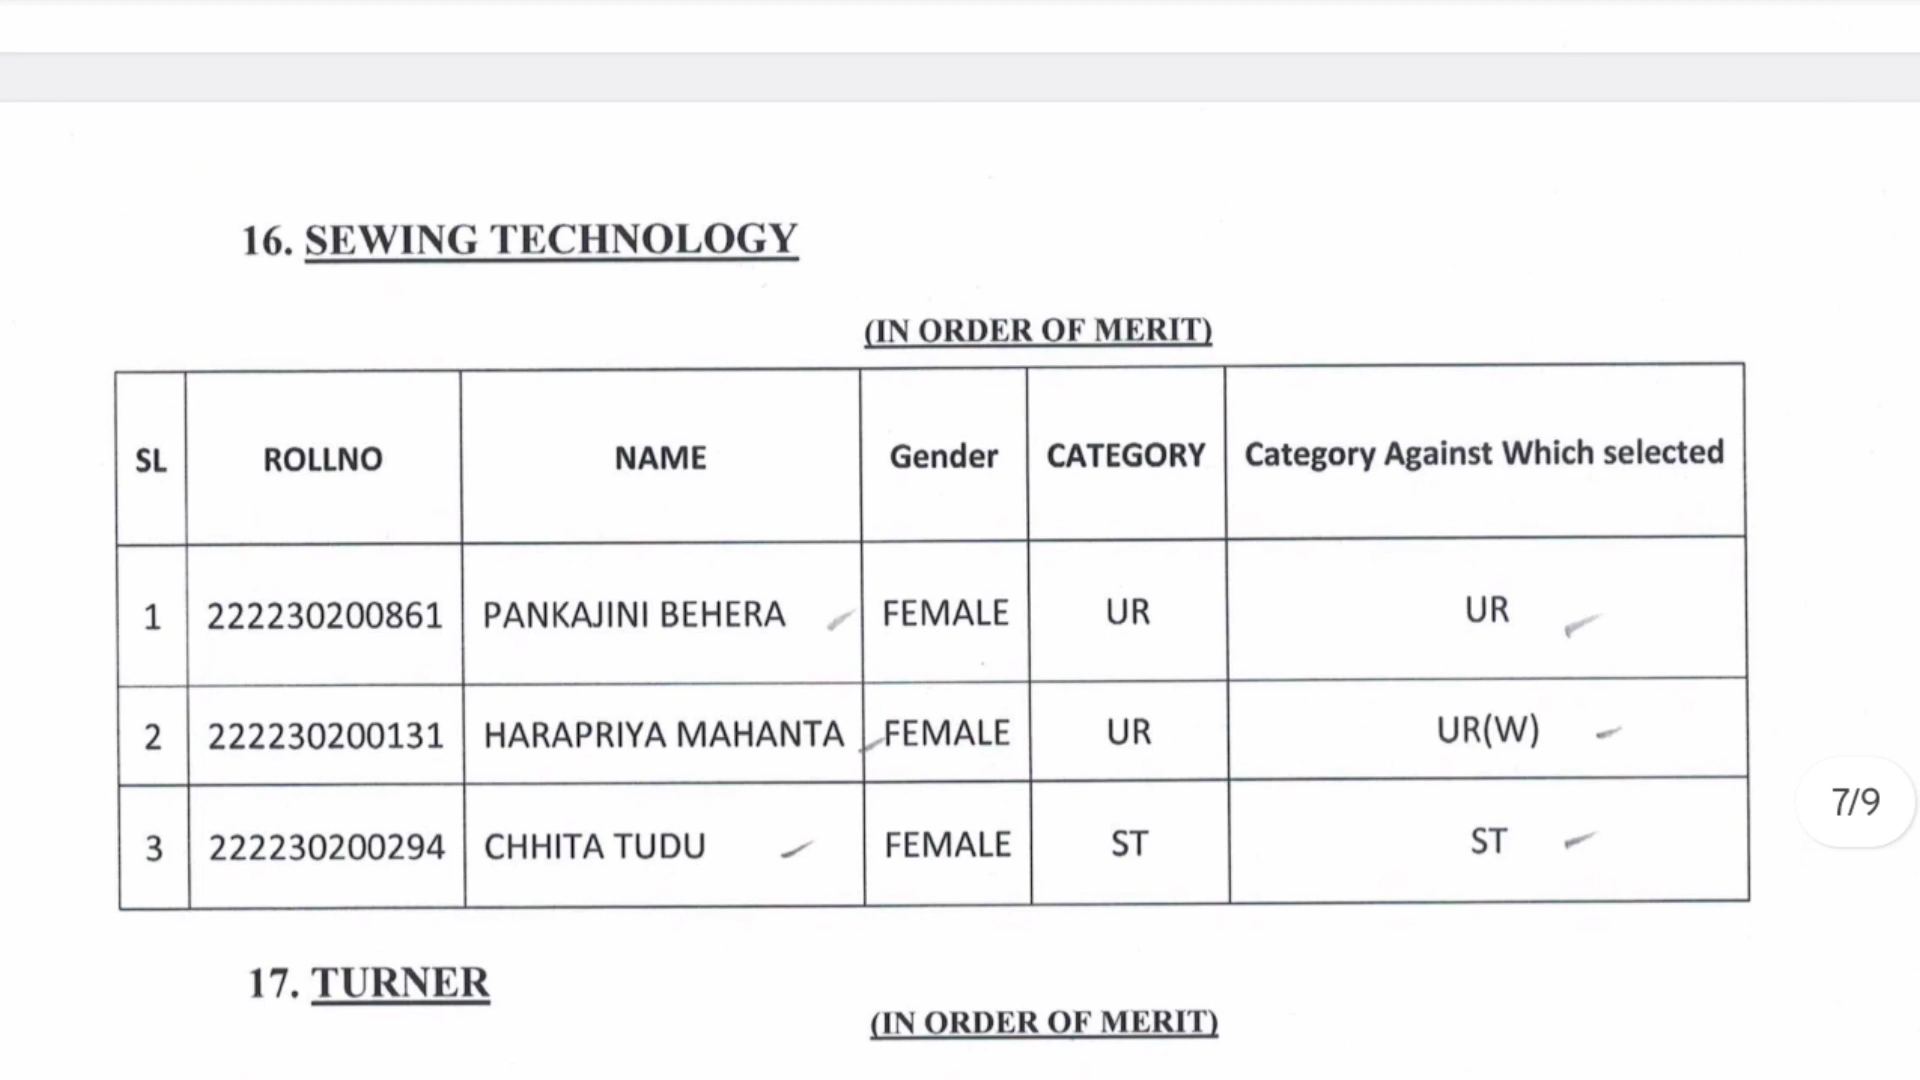 16. SEWING TECHNOLOGY
(IN ORDER OF MERIT)
SL ROLLNO NAME Gender CATEGORY Category Against Which selected
1 222230200861 PANKAJINI BEHERA FEMALE UR UR
2 222230200131 HARAPRIYA MAHANTA FEMALE UR UR(W)
3 222230200294 CHHITA TUDU FEMALE ST ST
7/9
17. TURNER
(IN ORDER OF MERIT)